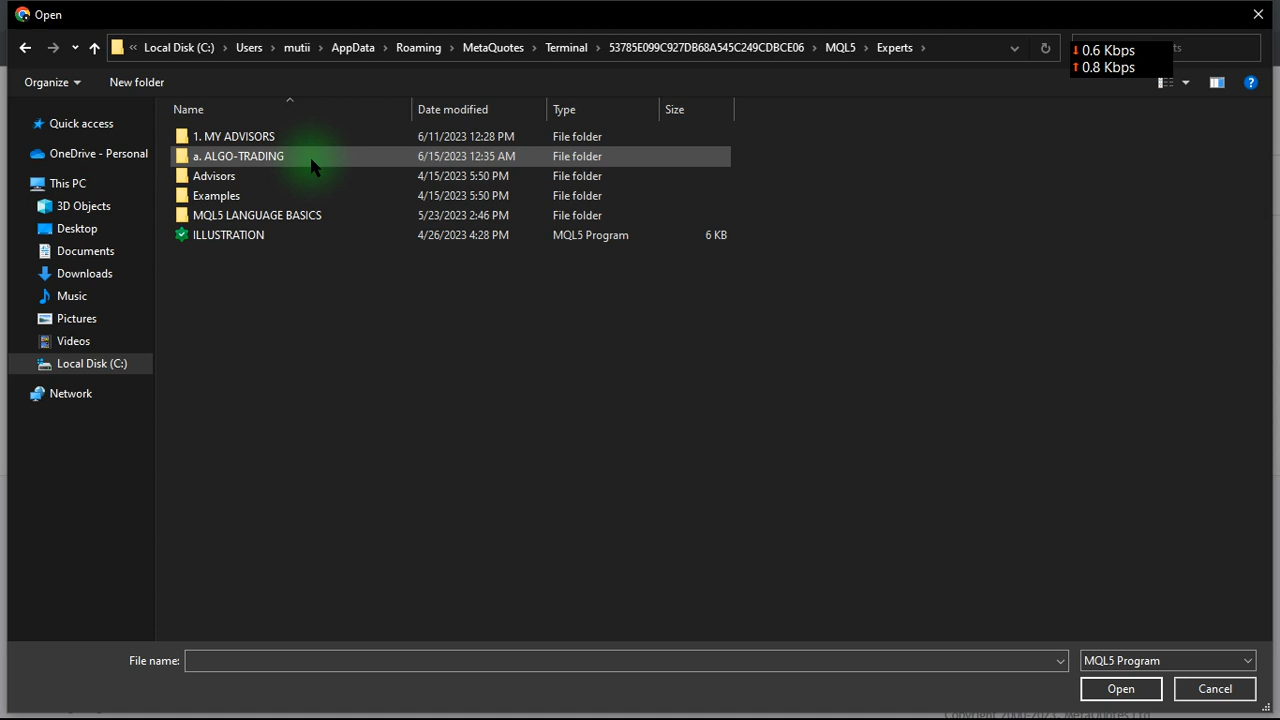 Open
Local Disk (C:) Users mutii AppData Roaming MetaQuotes Terminal 53785E099C927DB68A545C249CDBCE06 MQL5 Experts
0.6 Kbps
0.8 Kbps
Organize New folder
Name Date modified Type Size
Quick access
OneDrive - Personal
This PC
3D Objects
Desktop
Documents
Downloads
Music
Pictures
Videos
Local Disk (C:)
Network
1. MY ADVISORS 6/11/2023 12:28 PM File folder
a. ALGO-TRADING 6/15/2023 12:35 AM File folder
Advisors 4/15/2023 5:50 PM File folder
Examples 4/15/2023 5:50 PM File folder
MQL5 LANGUAGE BASICS 5/23/2023 2:46 PM File folder
ILLUSTRATION 4/26/2023 4:28 PM MQL5 Program 6 KB
File name: MQL5 Program
Open Cancel